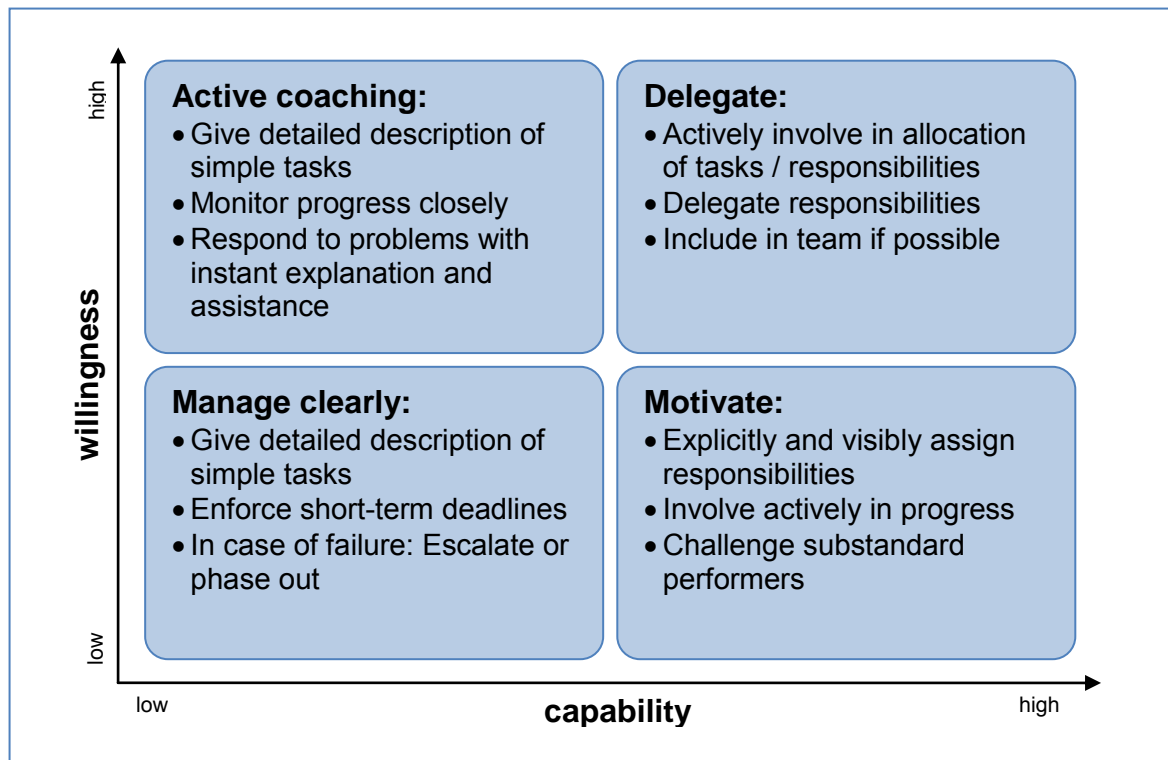 high
willingness
low
Active coaching:
• Give detailed description of
simple tasks
• Monitor progress closely
• Respond to problems with
instant explanation and
assistance
Delegate:
• Actively involve in allocation
of tasks / responsibilities
• Delegate responsibilities
• Include in team if possible
Manage clearly:
• Give detailed description of
simple tasks
• Enforce short-term deadlines
• In case of failure: Escalate or
phase out
Motivate:
• Explicitly and visibly assign
responsibilities
• Involve actively in progress
• Challenge substandard
performers
low
capability
high